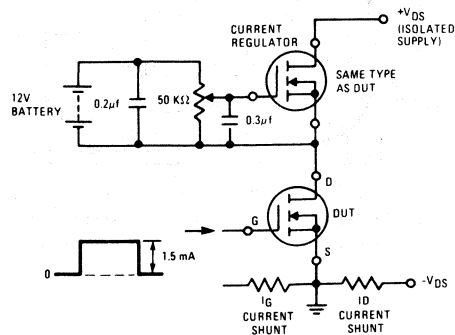 CURRENT
REGULATOR
+VDS
(ISOLATED
SUPPLY)
12V
BATTERY
0.2µf
50 KΩ
0.3µf
SAME TYPE
AS DUT
D
G
DUT
S
0
1.5 mA
IG
CURRENT
SHUNT
ID
CURRENT
SHUNT
-VDS